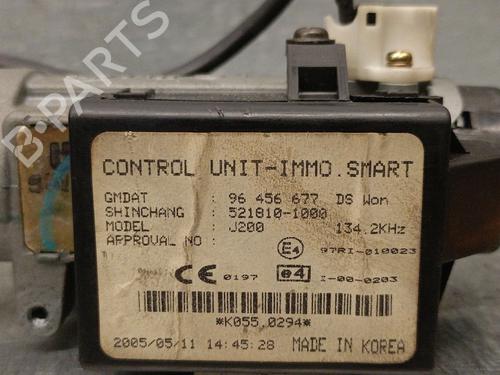 B-PARTS
CONTROL UNIT-IMMO.SMART
GMDAT : 96 456 677 DS Won
SHINCHANG : 521810-1000
MODEL : J200 134.2KHz
APPROVAL NO :
E4 97RI-010023
CE 0197 e4 I-00-0203
*K055.0294*
2005/05/11 14:45:28 MADE IN KOREA